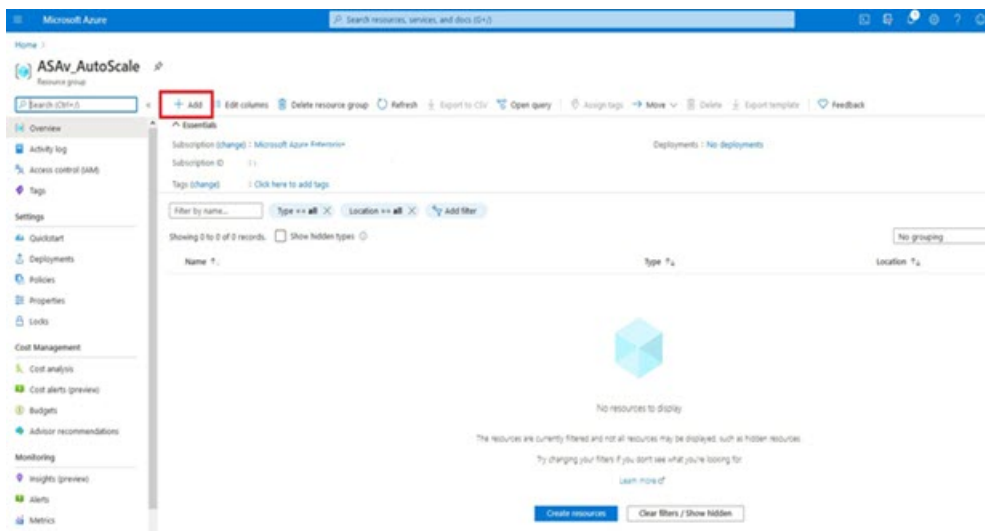 Microsoft Azure
Search resources, services, and docs (G+/)
Home >
ASAv_AutoScale
Resource group
Search (Ctrl+/)
Add
Edit columns
Delete resource group
Refresh
Export to CSV
Open query
Assign tags
Move
Delete
Export template
Feedback
Overview
Activity log
Access control (IAM)
Tags
Settings
Quickstart
Deployments
Policies
Properties
Locks
Cost Management
Cost analysis
Cost alerts (preview)
Budgets
Advisor recommendations
Monitoring
Insights (preview)
Alerts
Metrics
Essentials
Subscription (change) : Microsoft Azure Enterprise
Deployments : No deployments
Subscription ID
Tags (change) : Click here to add tags
Filter by name...
Type == all
Location == all
Add filter
Showing 0 to 0 of 0 records.
Show hidden types
No grouping
Name
Type
Location
No resources to display
The resources are currently filtered and not all resources may be displayed, such as hidden resources.
Try changing your filters if you don't see what you're looking for.
Learn more
Create resources
Clear filters / Show hidden